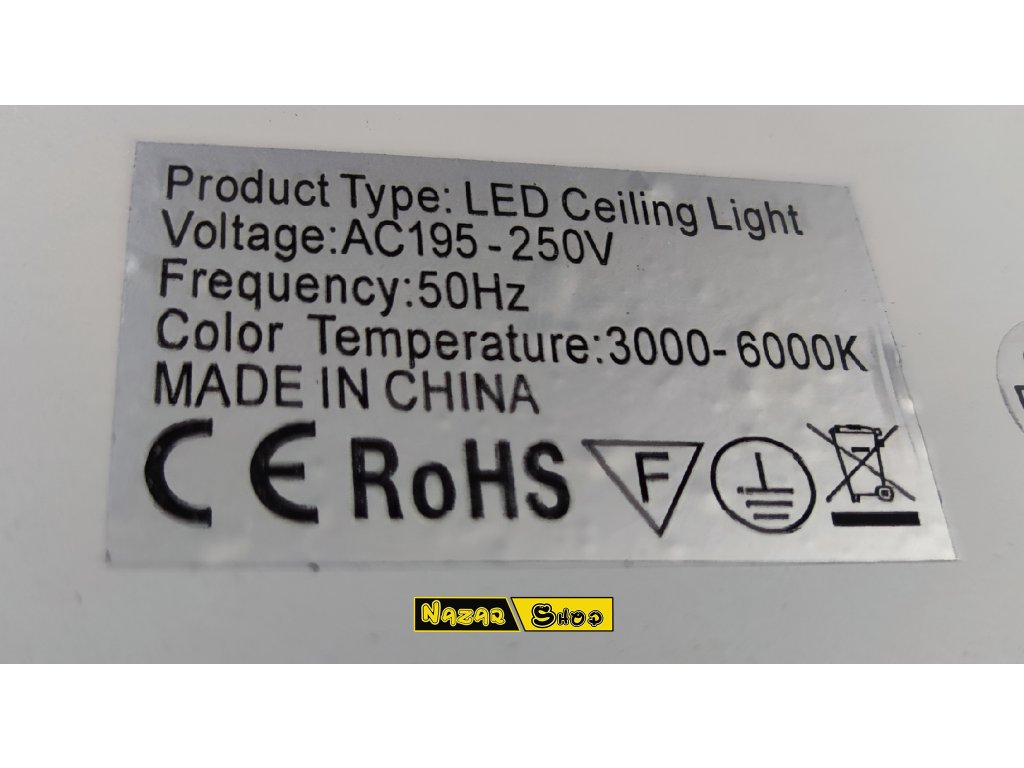 Product Type: LED Ceiling Light
Voltage:AC195-250V
Frequency:50Hz
Color Temperature:3000-6000K
MADE IN CHINA
CE RoHS F
Nazar Shop